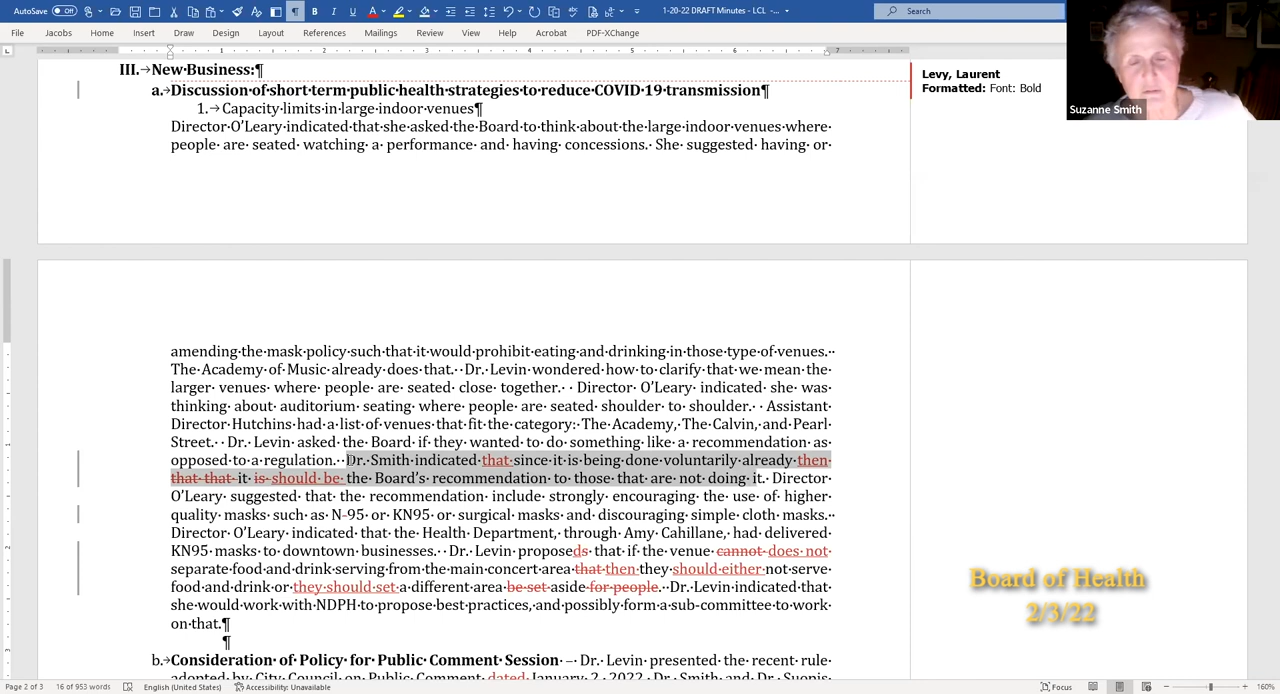 AutoSave Off 1-20-22 DRAFT Minutes - LCL -... Search
File Jacobs Home Insert Draw Design Layout References Mailings Review View Help Acrobat PDF-XChange
Suzanne Smith
III.→New·Business:¶
a.→Discussion·of·short·term·public·health·strategies·to·reduce·COVID·19·transmission¶
1.→Capacity·limits·in·large·indoor·venues¶
Director·O'Leary·indicated·that·she·asked·the·Board·to·think·about·the·large·indoor·venues·where·
people·are·seated·watching·a·performance·and·having·concessions.··She·suggested·having·or·
Levy, Laurent
Formatted: Font: Bold
amending·the·mask·policy·such·that·it·would·prohibit·eating·and·drinking·in·those·type·of·venues.··
The·Academy·of·Music·already·does·that.··Dr.·Levin·wondered·how·to·clarify·that·we·mean·the·
larger·venues·where·people·are·seated·close·together.··Director·O'Leary·indicated·she·was·
thinking·about·auditorium·seating·where·people·are·seated·shoulder·to·shoulder.··Assistant·
Director·Hutchins·had·a·list·of·venues·that·fit·the·category:·The·Academy,·The·Calvin,·and·Pearl·
Street.··Dr.·Levin·asked·the·Board·if·they·wanted·to·do·something·like·a·recommendation·as·
opposed·to·a·regulation.··Dr.·Smith·indicated·that·since·it·is·being·done·voluntarily·already·then
that·that·it·is·should·be·the·Board's·recommendation·to·those·that·are·not·doing·it.·Director·
O'Leary·suggested·that·the·recommendation·include·strongly·encouraging·the·use·of·higher·
quality·masks·such·as·N-95·or·KN95·or·surgical·masks·and·discouraging·simple·cloth·masks.··
Director·O'Leary·indicated·that·the·Health·Department,·through·Amy·Cahillane,·had·delivered·
KN95·masks·to·downtown·businesses.··Dr.·Levin·proposeds·that·if·the·venue·cannot·does·not·
separate·food·and·drink·serving·from·the·main·concert·area·that·then·they·should·either·not·serve·
food·and·drink·or·they·should·set·a·different·area·be·set·aside·for·people.··Dr.·Levin·indicated·that·
she·would·work·with·NDPH·to·propose·best·practices,·and·possibly·form·a·sub-committee·to·work·
on·that.¶
¶
b.→Consideration·of·Policy·for·Public·Comment·Session·–·Dr.·Levin·presented·the·recent·rule·
adopted·by·City·Council·on·Public·Comment·dated·January·2,·2022.·Dr.·Smith·and·Dr.·Suopis·
Board of Health
2/3/22
Page 2 of 3 16 of 953 words English (United States) Accessibility: Unavailable Focus 160%